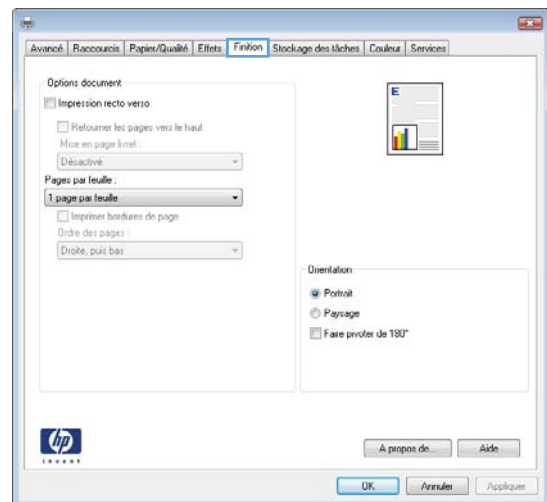 Avancé Raccourcis Papier/Qualité Effets Finition Stockage des tâches Couleur Services
Options document
Impression recto verso
Retourner les pages vers le haut
Mise en page livret :
Désactivé
Pages par feuille :
1 page par feuille
Imprimer bordures de page
Ordre des pages :
Droite, puis bas
E
Orientation
Portrait
Paysage
Faire pivoter de 180°
hp
invent
A propos de... Aide
OK Annuler Appliquer